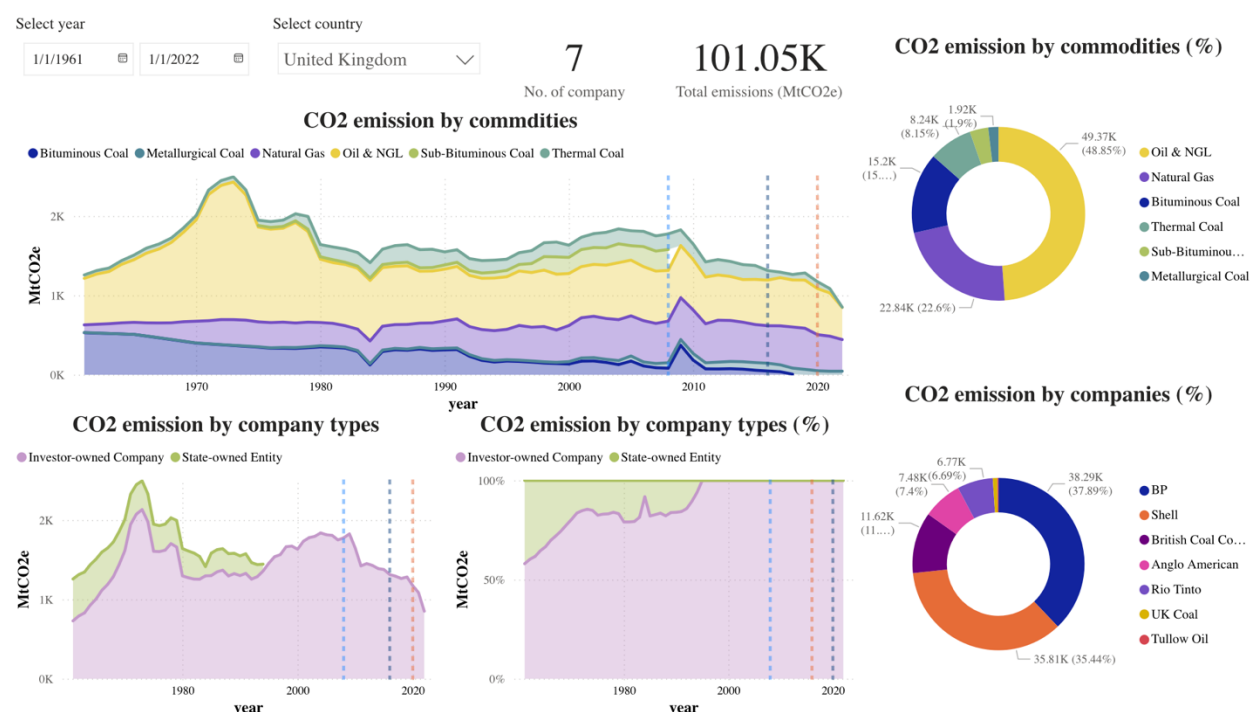 Select year
Select country
1/1/1961
1/1/2022
United Kingdom
7
No. of company
101.05K
Total emissions (MtCO2e)
CO2 emission by commdities
Bituminous Coal Metallurgical Coal Natural Gas Oil & NGL Sub-Bituminous Coal Thermal Coal
MtCO2e
2K
1K
0K
1970 1980 1990 2000 2010 2020
year
CO2 emission by commodities (%)
1.92K
(1.9%)
8.24K
(8.15%)
15.2K
(15....)
22.84K (22.6%)
49.37K
(48.85%)
Oil & NGL
Natural Gas
Bituminous Coal
Thermal Coal
Sub-Bituminou...
Metallurgical Coal
CO2 emission by company types
Investor-owned Company State-owned Entity
MtCO2e
2K
1K
0K
1980 2000 2020
year
CO2 emission by company types (%)
Investor-owned Company State-owned Entity
MtCO2e
100%
50%
0%
1980 2000 2020
year
CO2 emission by companies (%)
6.77K
(6.69%)
7.48K
(7.4%)
11.62K
(11....)
38.29K
(37.89%)
35.81K (35.44%)
BP
Shell
British Coal Co...
Anglo American
Rio Tinto
UK Coal
Tullow Oil